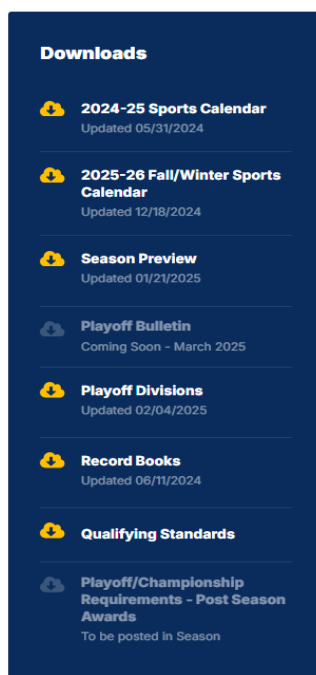 Downloads
2024-25 Sports Calendar
Updated 05/31/2024
2025-26 Fall/Winter Sports
Calendar
Updated 12/18/2024
Season Preview
Updated 01/21/2025
Playoff Bulletin
Coming Soon - March 2025
Playoff Divisions
Updated 02/04/2025
Record Books
Updated 06/11/2024
Qualifying Standards
Playoff/Championship
Requirements - Post Season
Awards
To be posted in Season